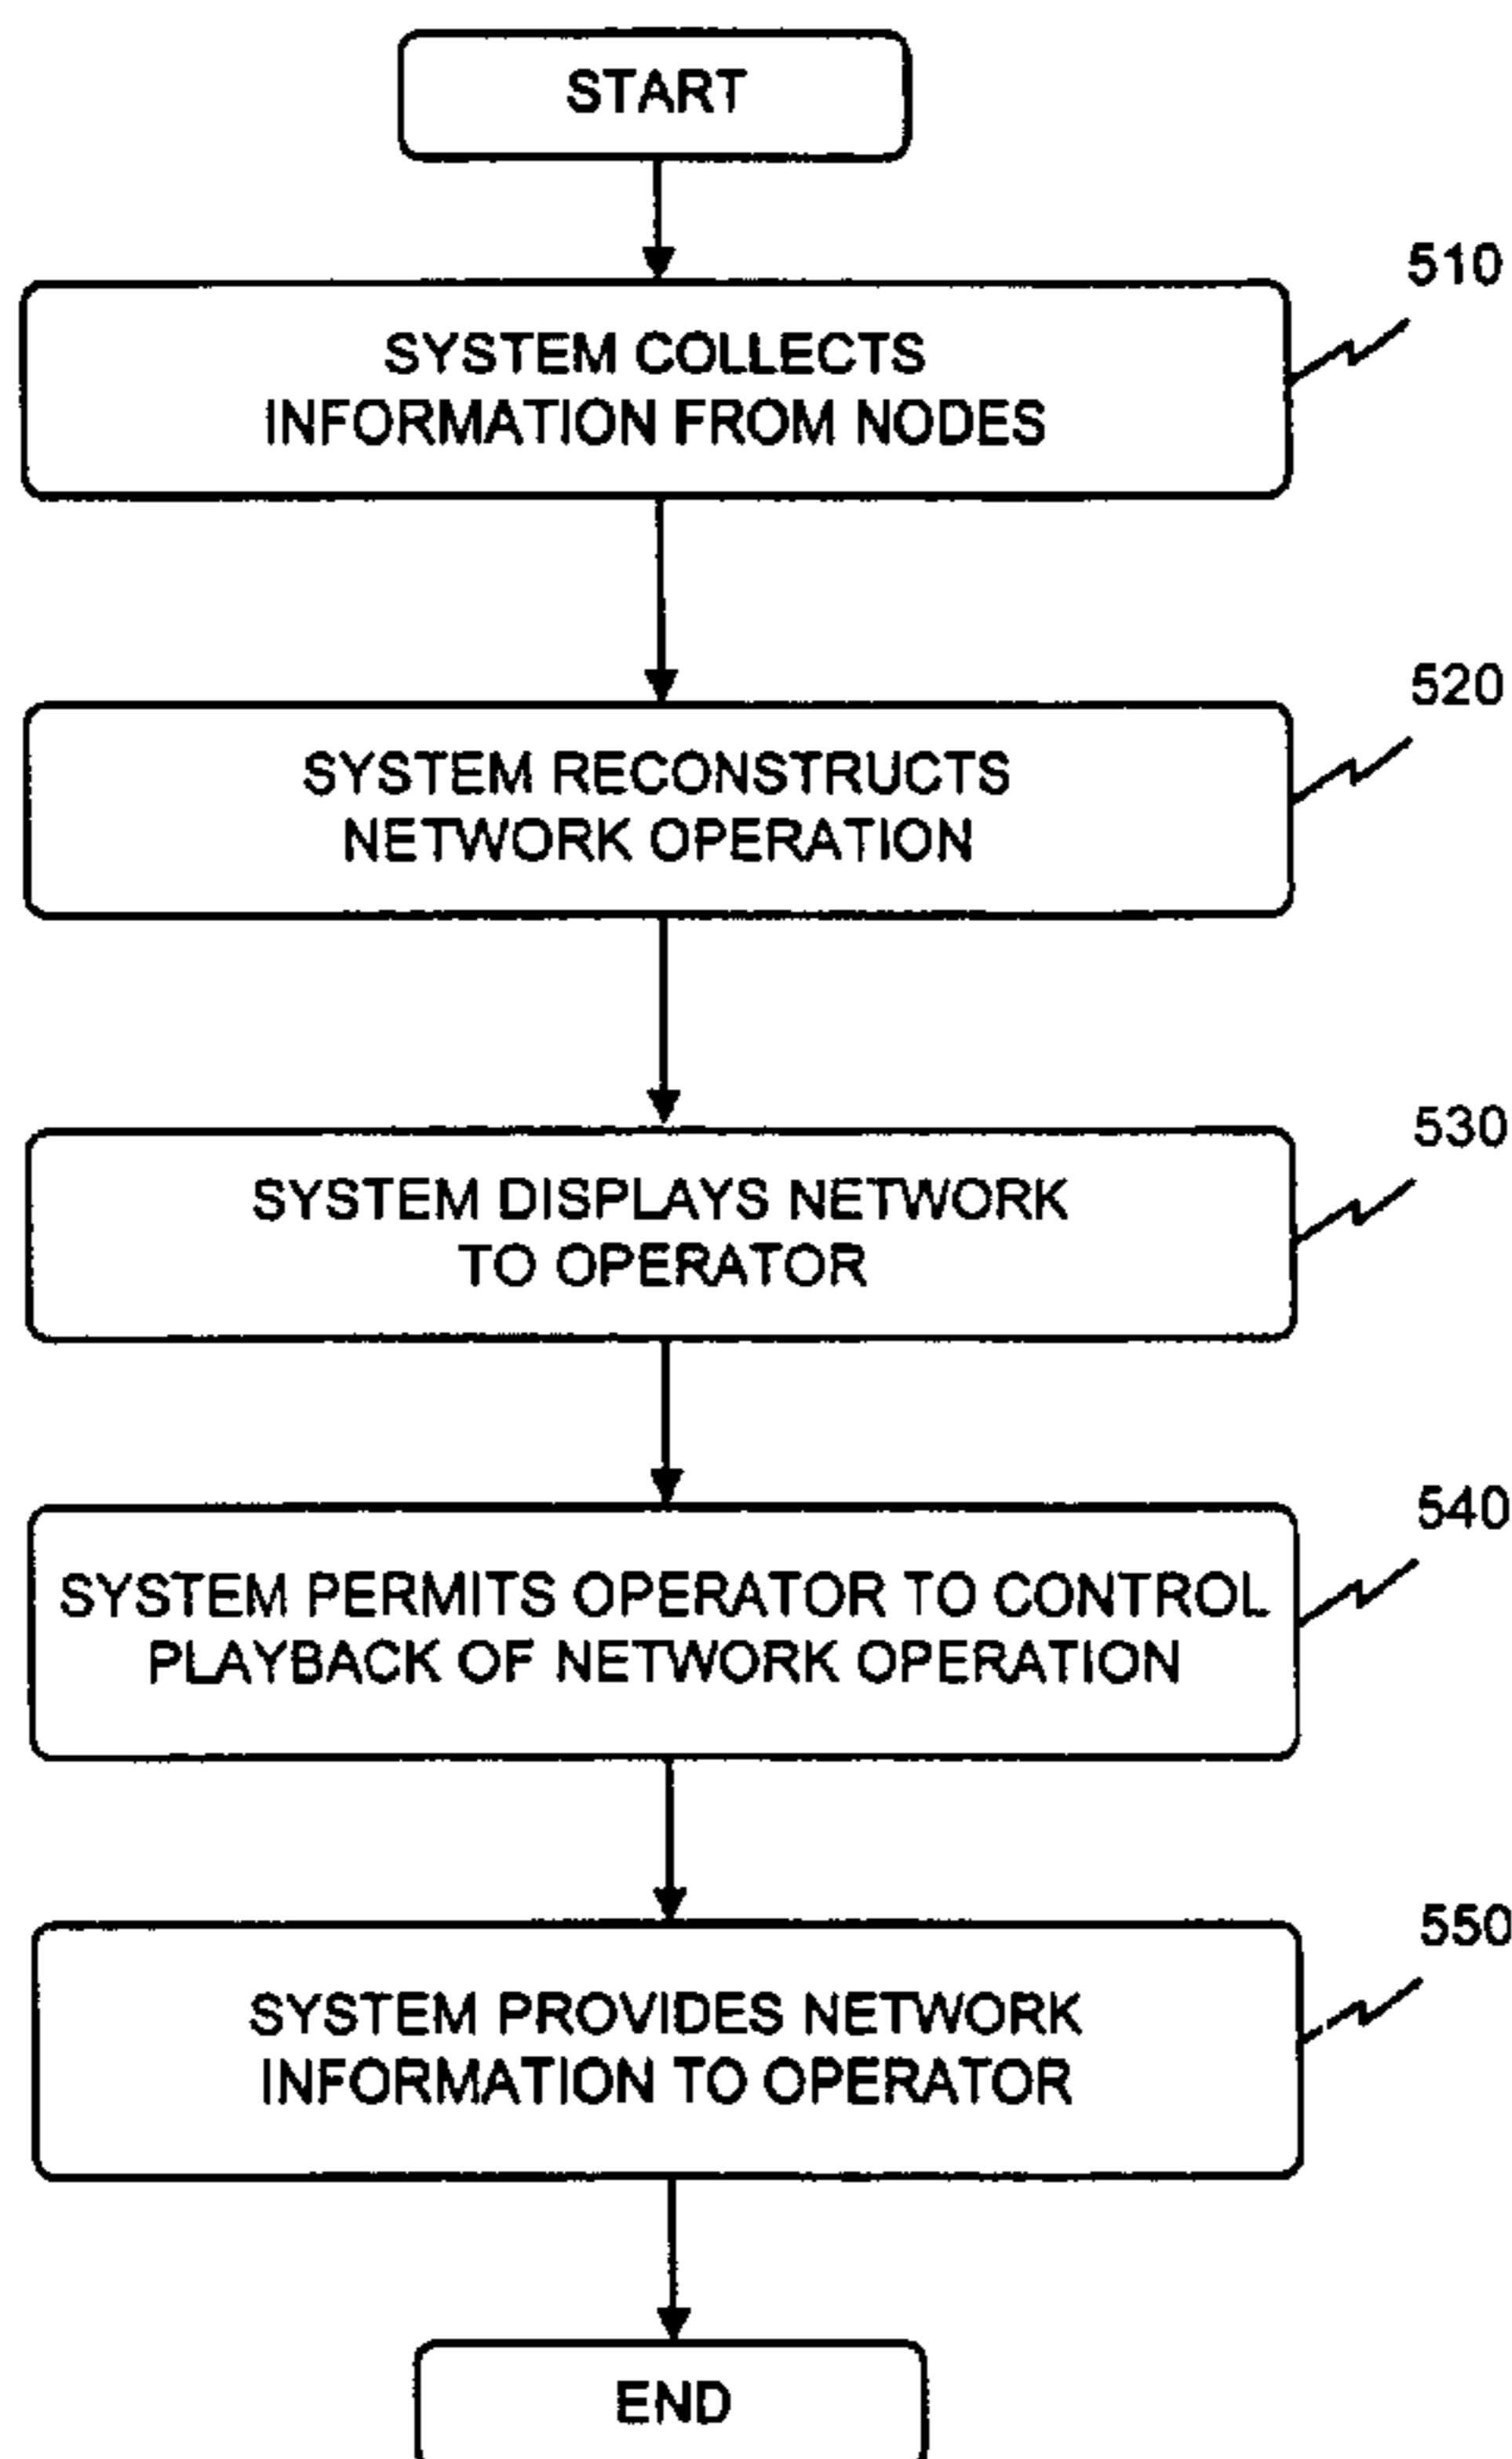 START
510
SYSTEM COLLECTS
INFORMATION FROM NODES
520
SYSTEM RECONSTRUCTS
NETWORK OPERATION
530
SYSTEM DISPLAYS NETWORK
TO OPERATOR
540
SYSTEM PERMITS OPERATOR TO CONTROL
PLAYBACK OF NETWORK OPERATION
550
SYSTEM PROVIDES NETWORK
INFORMATION TO OPERATOR
END